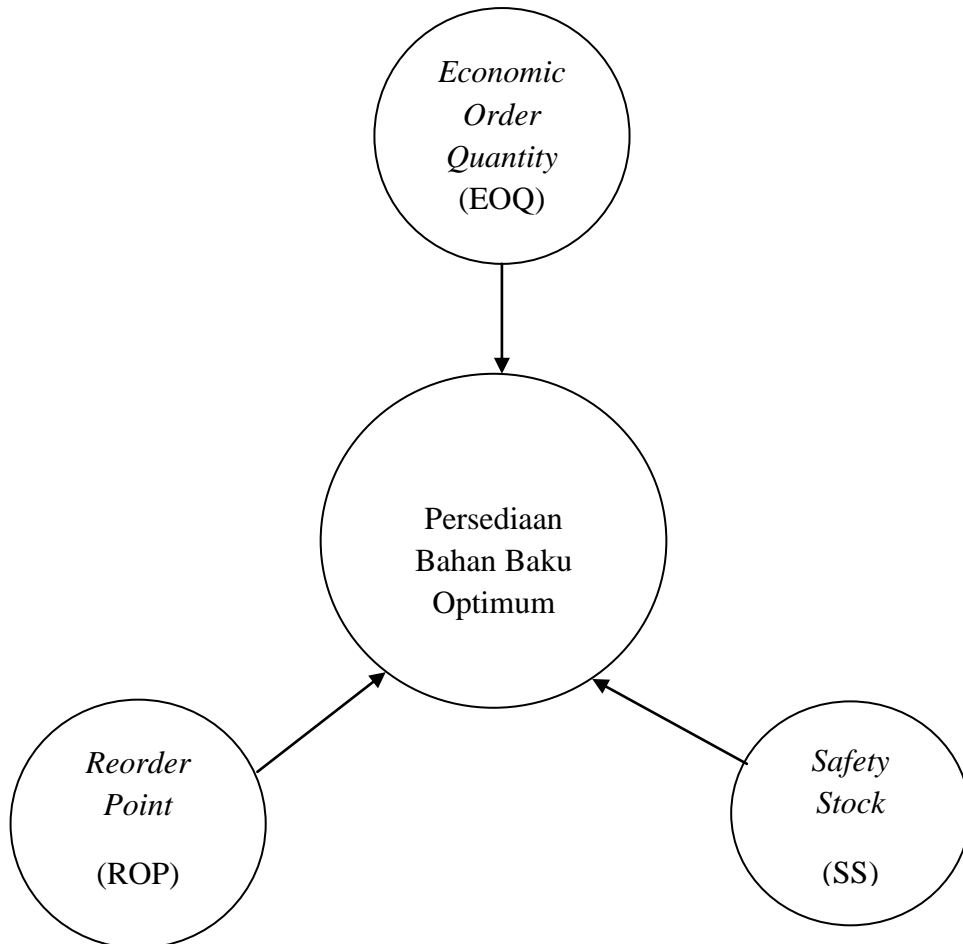 Economic
Order
Quantity
(EOQ)
Persediaan
Bahan Baku
Optimum
Reorder
Point
(ROP)
Safety
Stock
(SS)